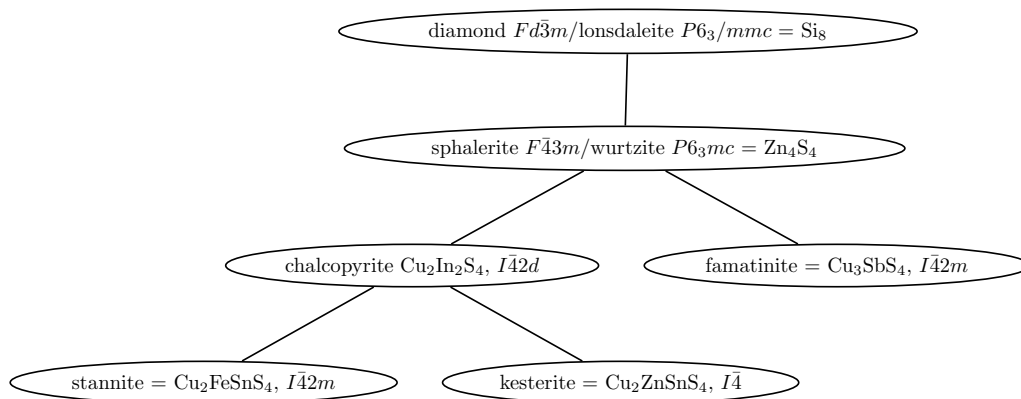 diamond Fd3̄m/lonsdaleite P6₃/mmc = Si₈
sphalerite F4̄3m/wurtzite P6₃mc = Zn₄S₄
chalcopyrite Cu₂In₂S₄, I4̄2d
famatinite = Cu₃SbS₄, I4̄2m
stannite = Cu₂FeSnS₄, I4̄2m
kesterite = Cu₂ZnSnS₄, I4̄